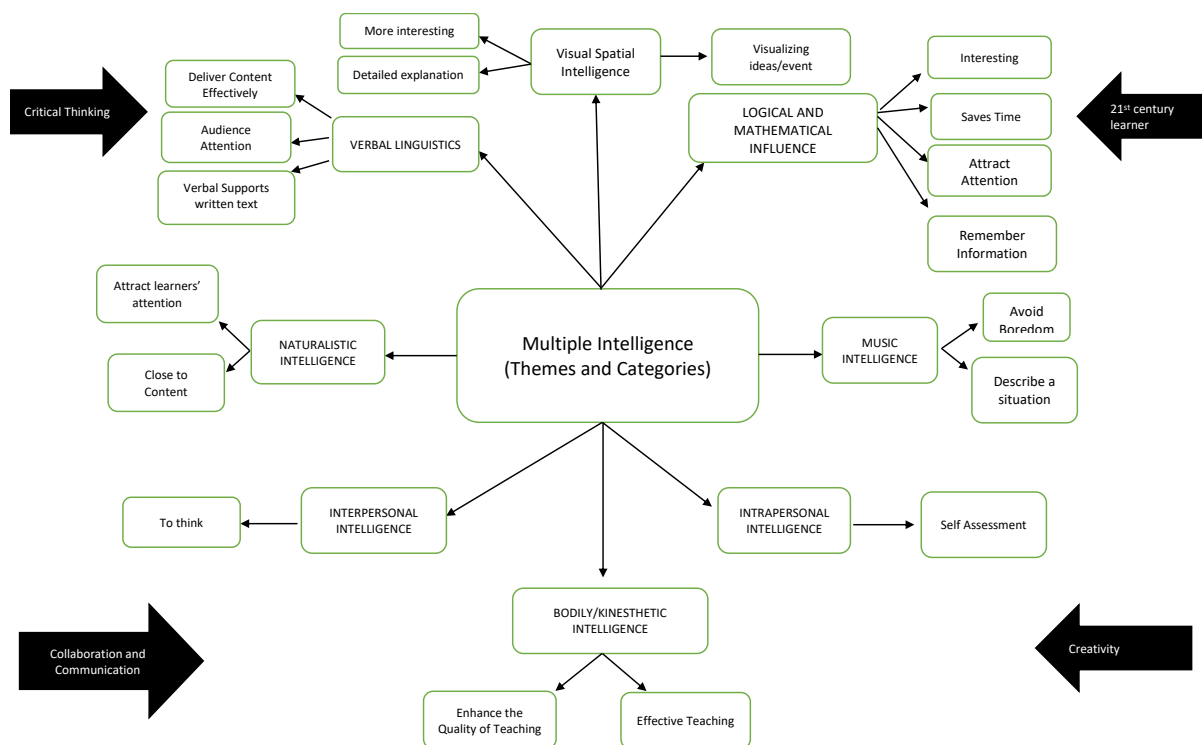 More interesting
Detailed explanation
Visual Spatial
Intelligence
Visualizing
ideas/event
Interesting
Deliver Content
Effectively
Critical Thinking
Audience
Attention
VERBAL LINGUISTICS
Verbal Supports
written text
LOGICAL AND
MATHEMATICAL
INFLUENCE
Saves Time
21st century
learner
Attract
Attention
Remember
Information
Attract learners’
attention
NATURALISTIC
INTELLIGENCE
Close to
Content
Multiple Intelligence
(Themes and Categories)
MUSIC
INTELLIGENCE
Avoid
Boredom
Describe a
situation
To think
INTERPERSONAL
INTELLIGENCE
INTRAPERSONAL
INTELLIGENCE
Self Assessment
BODILY/KINESTHETIC
INTELLIGENCE
Collaboration and
Communication
Creativity
Enhance the
Quality of Teaching
Effective Teaching